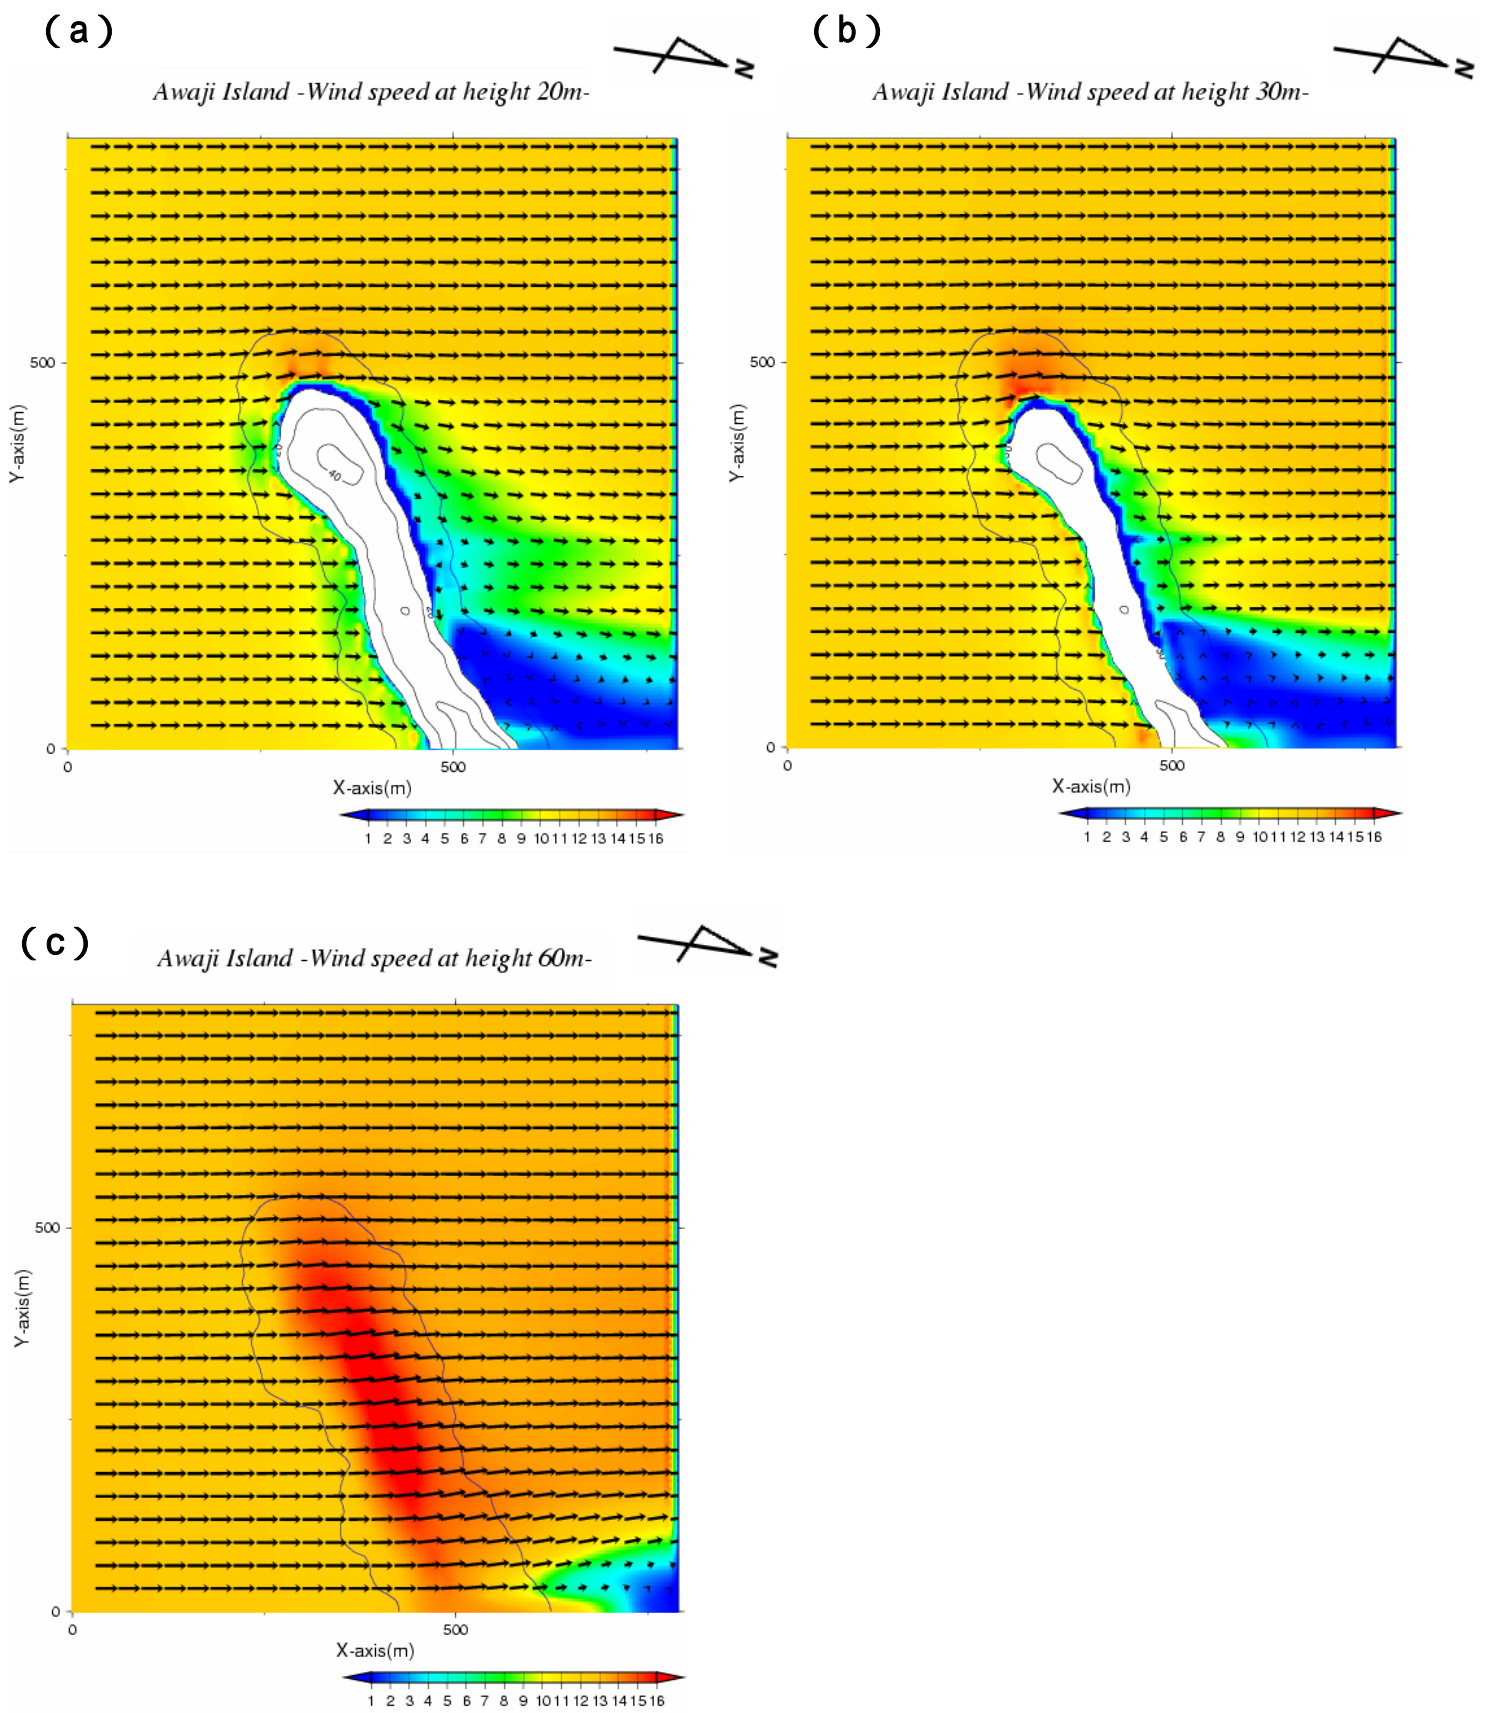 (a)
N
Awaji Island -Wind speed at height 20m-
500
Y-axis(m)
20
40
20
0
0
500
X-axis(m)
1 2 3 4 5 6 7 8 9 10 11 12 13 14 15 16
(b)
N
Awaji Island -Wind speed at height 30m-
500
Y-axis(m)
30
30
0
0
500
X-axis(m)
1 2 3 4 5 6 7 8 9 10 11 12 13 14 15 16
(c)
N
Awaji Island -Wind speed at height 60m-
500
Y-axis(m)
0
0
500
X-axis(m)
1 2 3 4 5 6 7 8 9 10 11 12 13 14 15 16